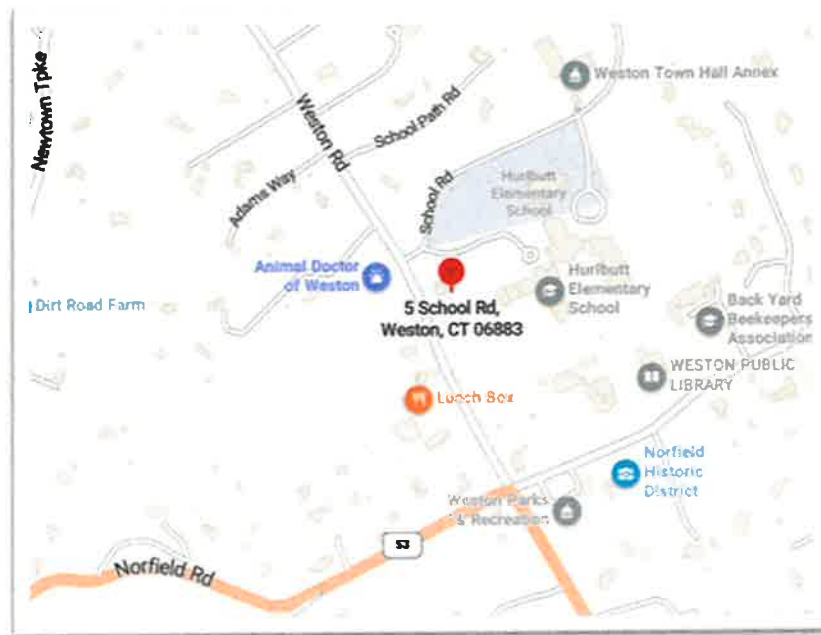 Newtown Tpke
Weston Rd
School Path Rd
Adams Way
School Rd
Weston Town Hall Annex
Hurlbutt
Elementary
School
Animal Doctor
of Weston
Dirt Road Farm
5 School Rd,
Weston, CT 06883
Hurlbutt
Elementary
School
Back Yard
Beekeepers
Association
WESTON PUBLIC
LIBRARY
Lunch Box
Norfield
Historic
District
Weston Parks
& Recreation
53
Norfield Rd